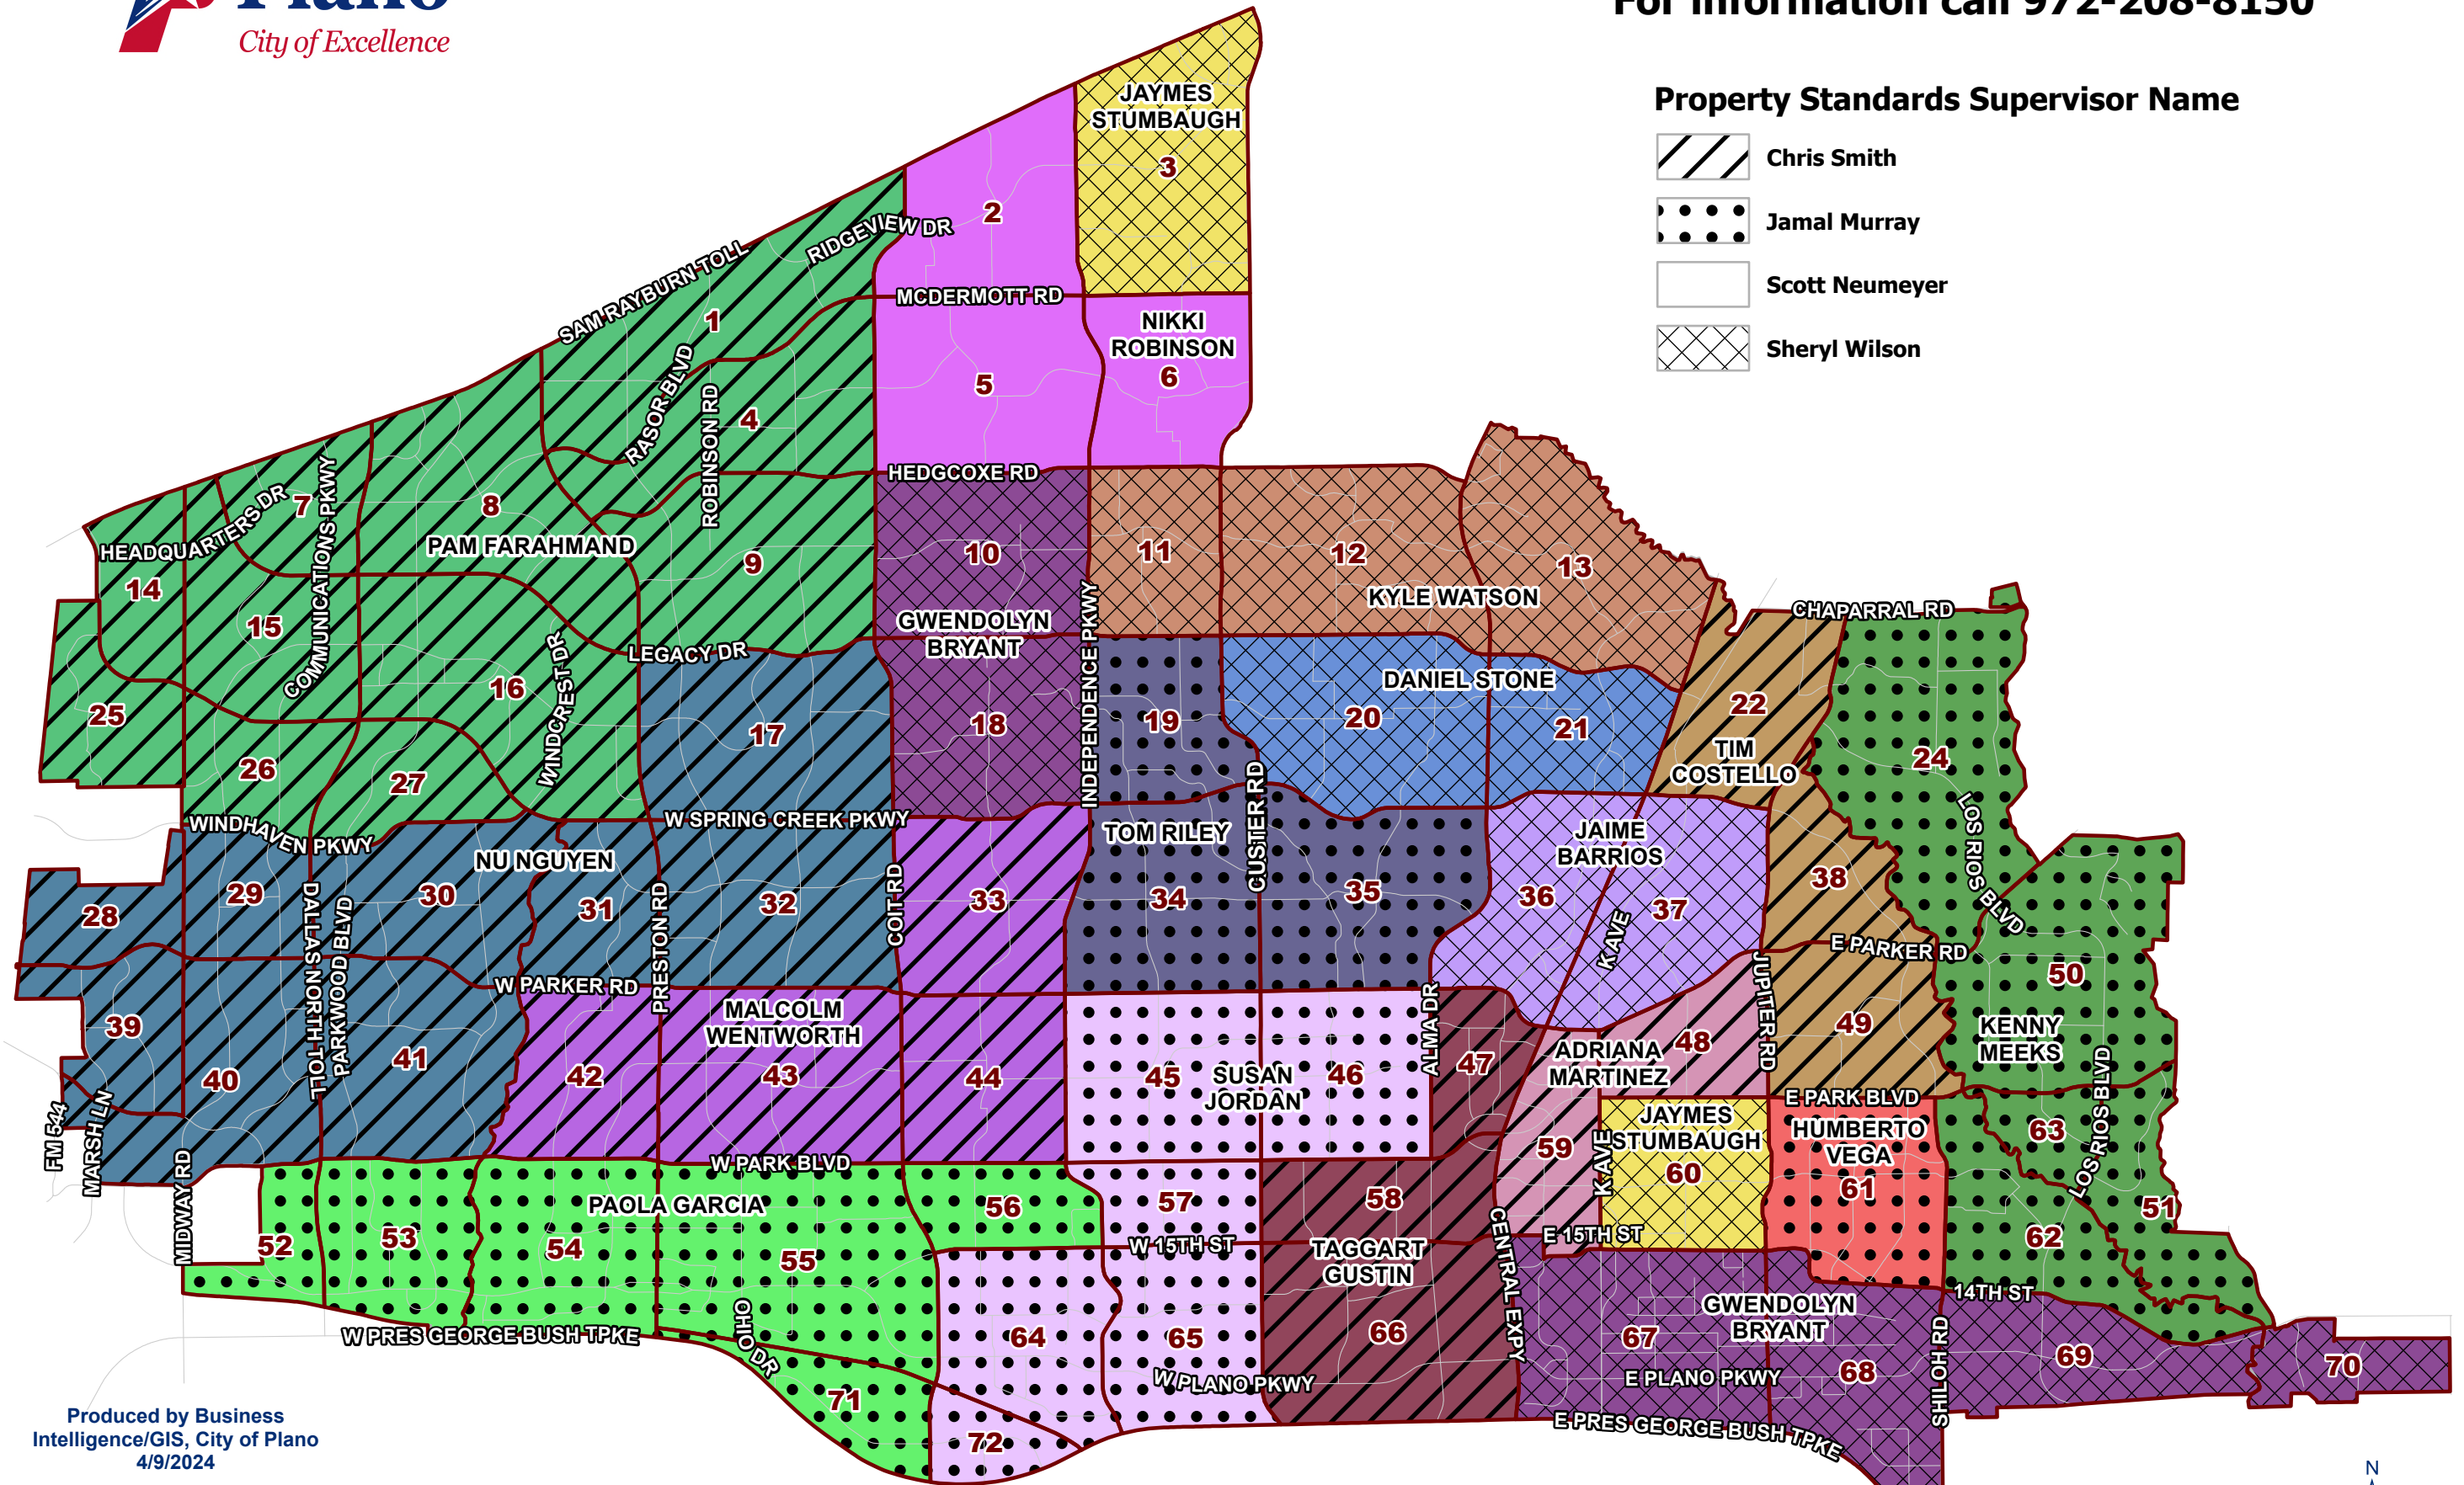 Plano
City of Excellence
For information call 972-208-8150
Property Standards Supervisor Name
Chris Smith
Jamal Murray
Scott Neumeyer
Sheryl Wilson
JAYMES
STUMBAUGH
3
2
RIDGEVIEW DR
SAM RAYBURN TOLL
1
MCDERMOTT RD
NIKKI
ROBINSON
6
5
RASOR BLVD
ROBINSON RD
4
HEDGCOXE RD
HEADQUARTERS DR
7
COMMUNICATIONS PKWY
8
PAM FARAHMAND
9
10
11
12
13
KYLE WATSON
14
15
16
WINDCREST DR
LEGACY DR
GWENDOLYN
BRYANT
INDEPENDENCE PKWY
CHAPARRAL RD
DANIEL STONE
17
18
19
20
21
22
TIM
COSTELLO
24
25
26
27
WINDHAVEN PKWY
W SPRING CREEK PKWY
TOM RILEY
CUSTER RD
JAIME
BARRIOS
LOS RIOS BLVD
NU NGUYEN
28
29
DALLAS NORTH TOLL
PARKWOOD BLVD
30
31
PRESTON RD
32
COIT RD
33
34
35
36
K AVE
37
38
E PARKER RD
W PARKER RD
39
40
41
42
MALCOLM
WENTWORTH
43
44
45
SUSAN
JORDAN
46
ALMA DR
47
ADRIANA
MARTINEZ
48
JUPITER RD
49
50
KENNY
MEEKS
FM 544
MARSH LN
MIDWAY RD
W PARK BLVD
E PARK BLVD
JAYMES
STUMBAUGH
60
K AVE
59
HUMBERTO
VEGA
61
63
LOS RIOS BLVD
51
62
PAOLA GARCIA
52
53
54
55
56
57
58
W 15TH ST
E 15TH ST
TAGGART
GUSTIN
CENTRAL EXPY
14TH ST
GWENDOLYN
BRYANT
W PRES GEORGE BUSH TPKE
OHIO DR
64
65
66
67
68
69
70
SHILOH RD
W PLANO PKWY
E PLANO PKWY
71
72
E PRES GEORGE BUSH TPKE
Produced by Business
Intelligence/GIS, City of Plano
4/9/2024
N